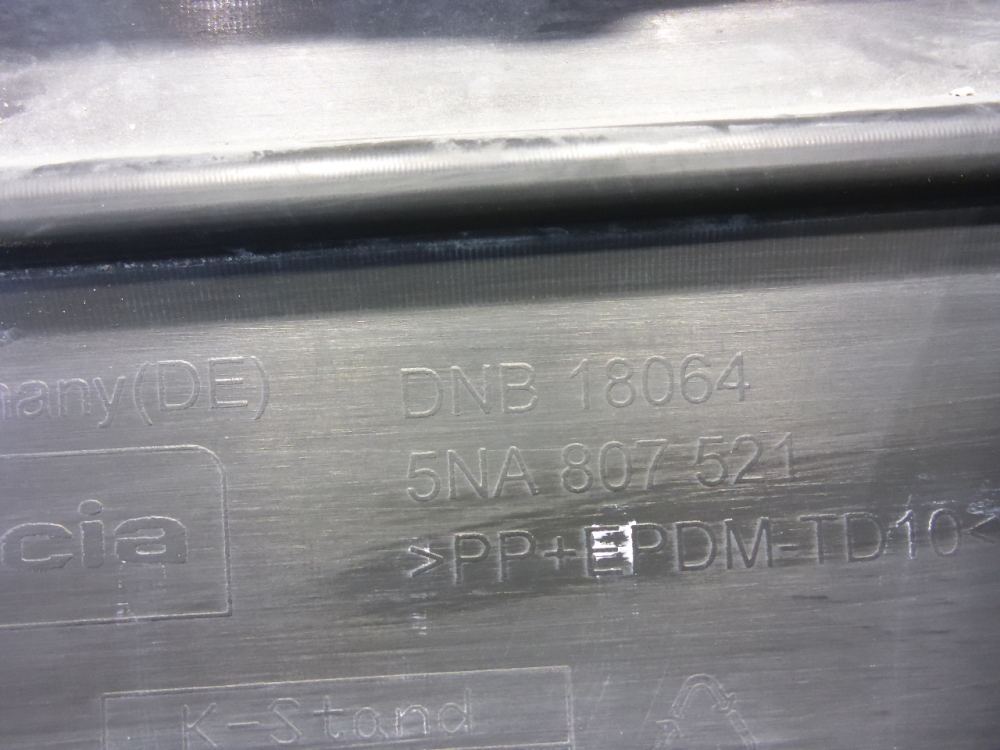 many(DE)
DNB 18064
5NA 807 521
cia
>PP+EPDM-TD10<
K-Stand